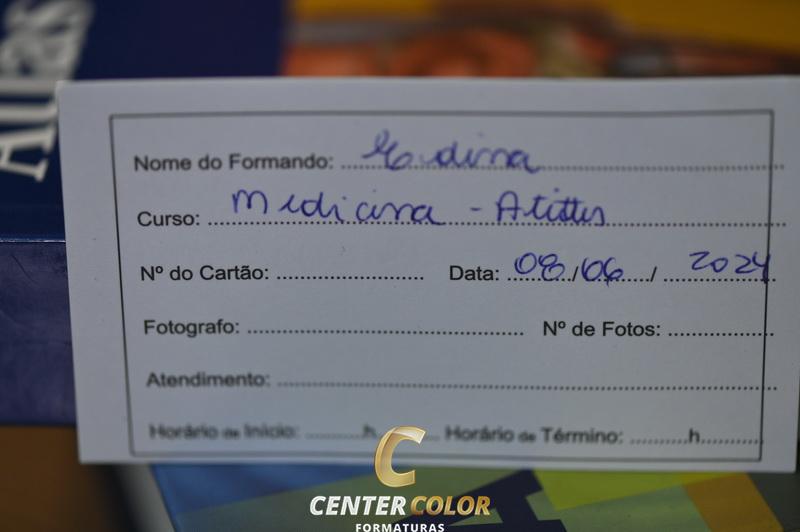 Atlas
Nome do Formando:
Curso: Medicina - Atitus
Nº do Cartão: Data: 08/06/2024
Fotografo: Nº de Fotos:
Atendimento:
Horário de Início: h Horário de Término: h
C
CENTER COLOR
FORMATURAS